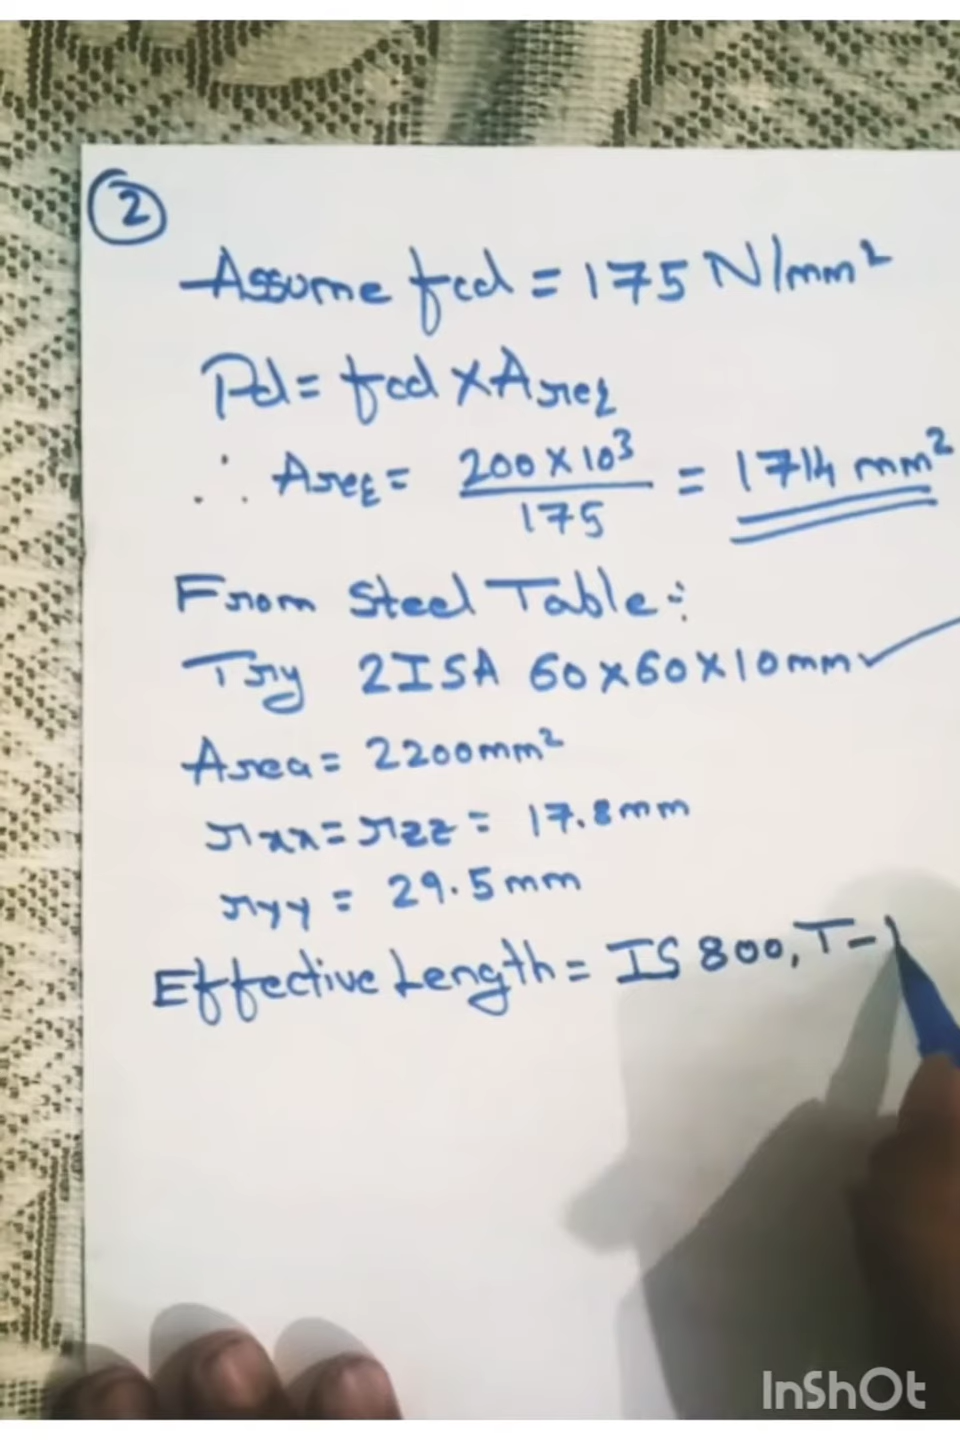 2
Assume fcd = 175 N/mm²
Pd = fcd × Areq
∴ Areq = 200 × 10³ / 175 = 1714 mm²
From Steel Table:
Try 2ISA 60×60×10mm ✓
Area = 2200mm²
rxx = rzz = 17.8mm
ryy = 29.5mm
Effective Length = IS 800, T-1
InShOt